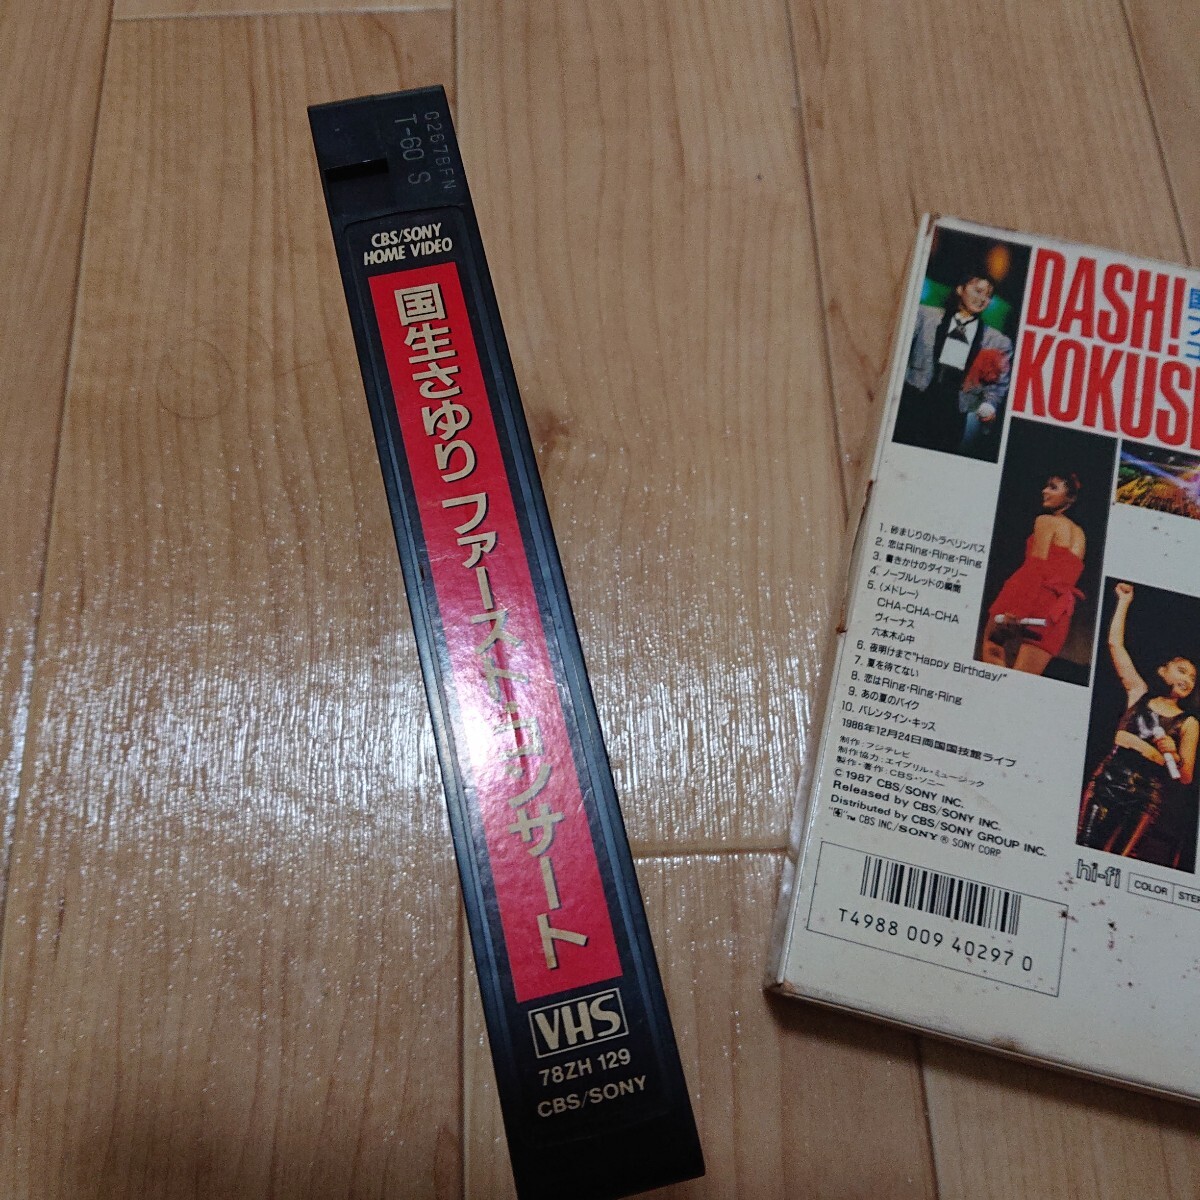 G267BFN
T-60 S
CBS/SONY
HOME VIDEO
国生さゆり ファースト・コンサート
VHS
78ZH 129
CBS/SONY
DASH!
KOKUS
1. 砂まじりのトラベリンバス
2. 恋はRing・Ring・Ring
3. 書きかけのダイアリー
4. ノーブルレッドの瞬間
5. (メドレー)
CHA-CHA-CHA
ヴィーナス
六本木心中
6. 夜明けまで"Happy Birthday!"
7. 夏を待てない
8. 恋はRing・Ring・Ring
9. あの夏のバイク
10. バレンタイン・キッス
1986年12月24日両国国技館ライブ
制作:フジテレビ
制作協力:エイプリル・ミュージック
製作・著作:CBS・ソニー
C 1987 CBS/SONY INC.
Released by CBS/SONY INC.
Distributed by CBS/SONY GROUP INC.
™ CBS INC./SONY ® SONY CORP.
hi-fi COLOR STER
T4988 009 40297 0